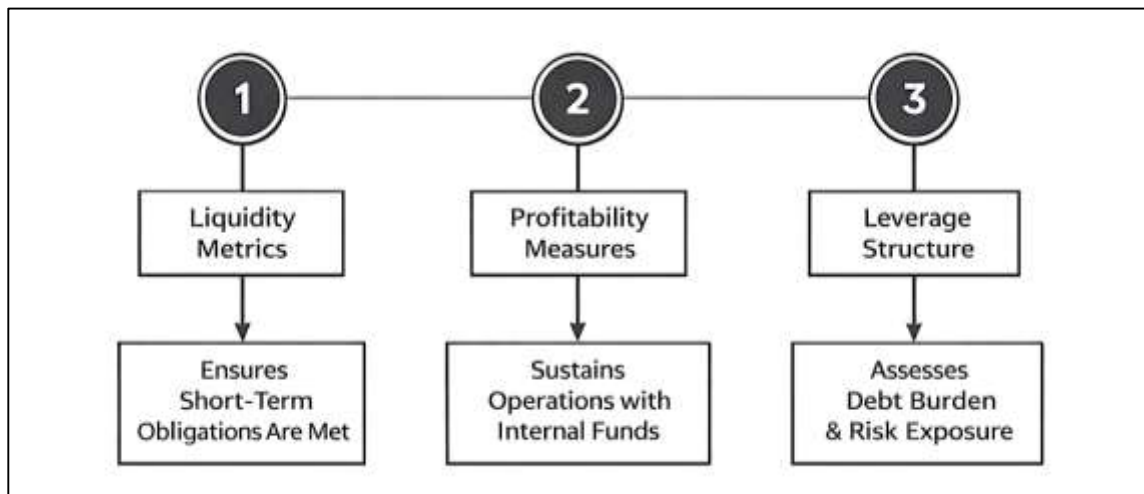 1
2
3
Liquidity
Metrics
Profitability
Measures
Leverage
Structure
Ensures
Short-Term
Obligations Are Met
Sustains
Operations with
Internal Funds
Assesses
Debt Burden
& Risk Exposure